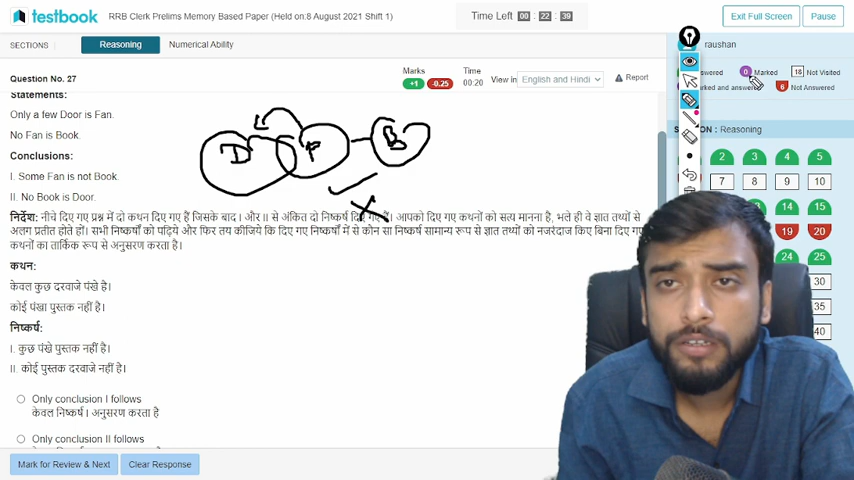 testbook
RRB Clerk Prelims Memory Based Paper (Held on:8 August 2021 Shift 1)
Time Left 00 : 22 : 39
Exit Full Screen
Pause
SECTIONS
Reasoning
Numerical Ability
raushan
Question No. 27
Marks
+1 -0.25
Time
00:20
View in
English and Hindi
Report
0 Marked
16 Not Visited
6 Not Answered
Statements:
Only a few Door is Fan.
No Fan is Book.
Conclusions:
I. Some Fan is not Book.
II. No Book is Door.
D
F
B
निर्देश: नीचे दिए गए प्रश्न में दो कथन दिए गए हैं जिसके बाद I और II से अंकित दो निष्कर्ष दिए गए हैं। आपको दिए गए कथनों को सत्य मानना है, भले ही वे ज्ञात तथ्यों से
अलग प्रतीत होते हों। सभी निष्कर्षों को पढ़िये और फिर तय कीजिये कि दिए गए निष्कर्षों में से कौन सा निष्कर्ष सामान्य रूप से ज्ञात तथ्यों को नजरंदाज किए बिना दिए गए
कथनों का तार्किक रूप से अनुसरण करता है।
कथन:
केवल कुछ दरवाजे पंखे है।
कोई पंखा पुस्तक नहीं है।
निष्कर्ष:
I. कुछ पंखे पुस्तक नहीं है।
II. कोई पुस्तक दरवाजे नहीं है।
Only conclusion I follows
केवल निष्कर्ष I अनुसरण करता है
Only conclusion II follows
Mark for Review & Next
Clear Response
Reasoning
2 3 4 5
7 8 9 10
14 15
19 20
24 25
30
35
40